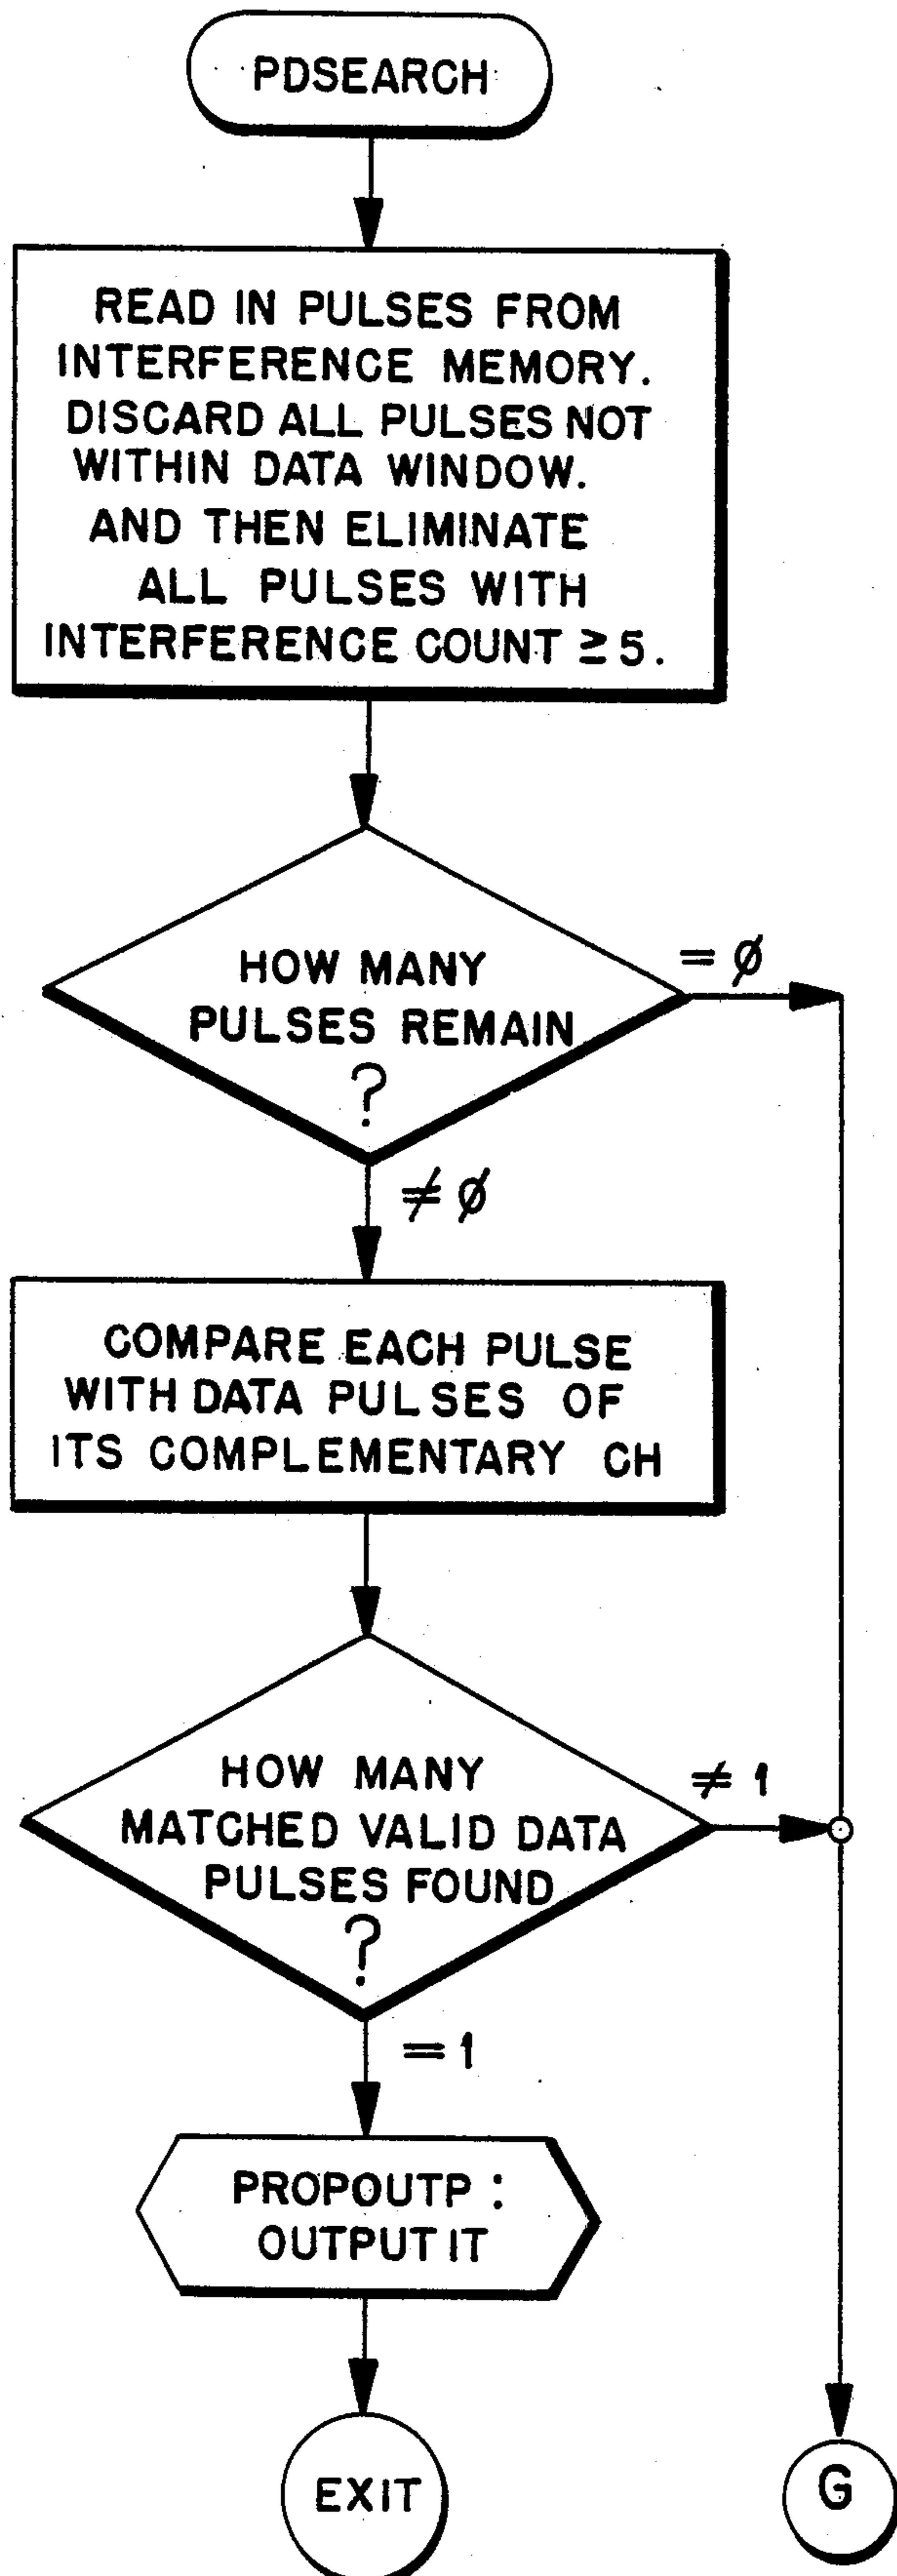 PDSEARCH
READ IN PULSES FROM
INTERFERENCE MEMORY.
DISCARD ALL PULSES NOT
WITHIN DATA WINDOW.
AND THEN ELIMINATE
ALL PULSES WITH
INTERFERENCE COUNT ≥ 5.
HOW MANY
PULSES REMAIN
?
= ∅
≠ ∅
COMPARE EACH PULSE
WITH DATA PULSES OF
ITS COMPLEMENTARY CH
HOW MANY
MATCHED VALID DATA
PULSES FOUND
?
≠ 1
= 1
PROPOUTP :
OUTPUT IT
EXIT
G